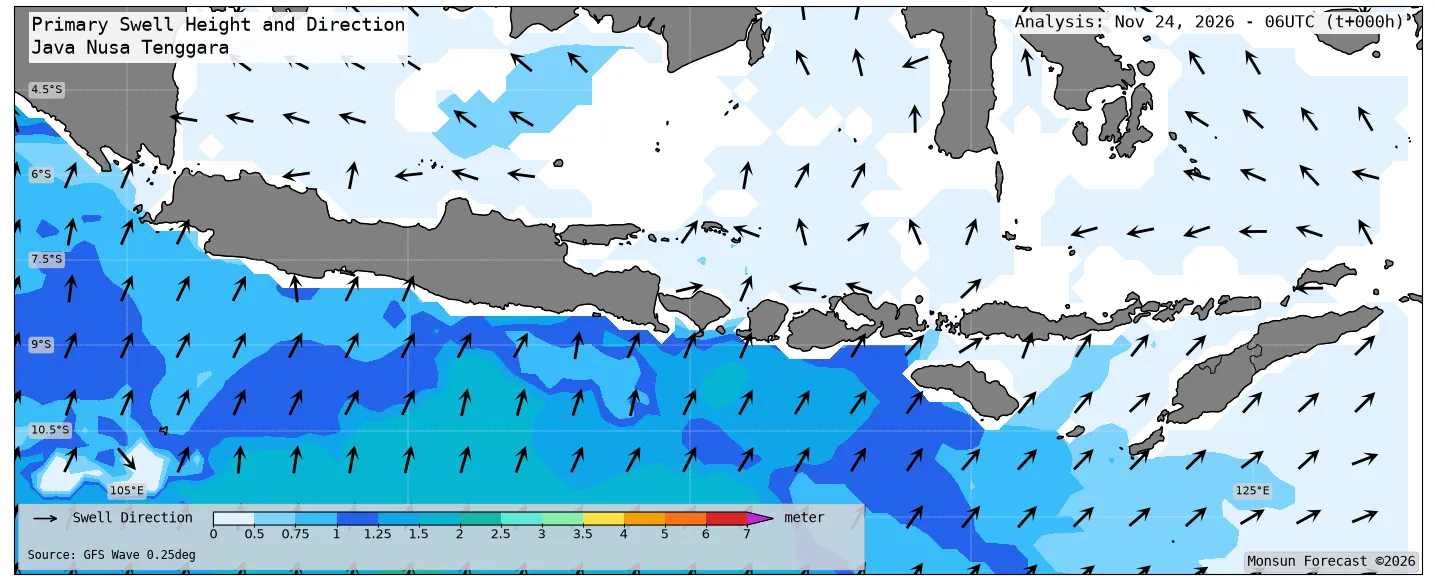 Primary Swell Height and Direction
Java Nusa Tenggara
Analysis: Nov 24, 2026 - 06UTC (t+000h)
4.5°S
6°S
7.5°S
9°S
10.5°S
105°E
125°E
Swell Direction
0 0.5 0.75 1 1.25 1.5 2 2.5 3 3.5 4 5 6 7
meter
Source: GFS Wave 0.25deg
Monsun Forecast ©2026